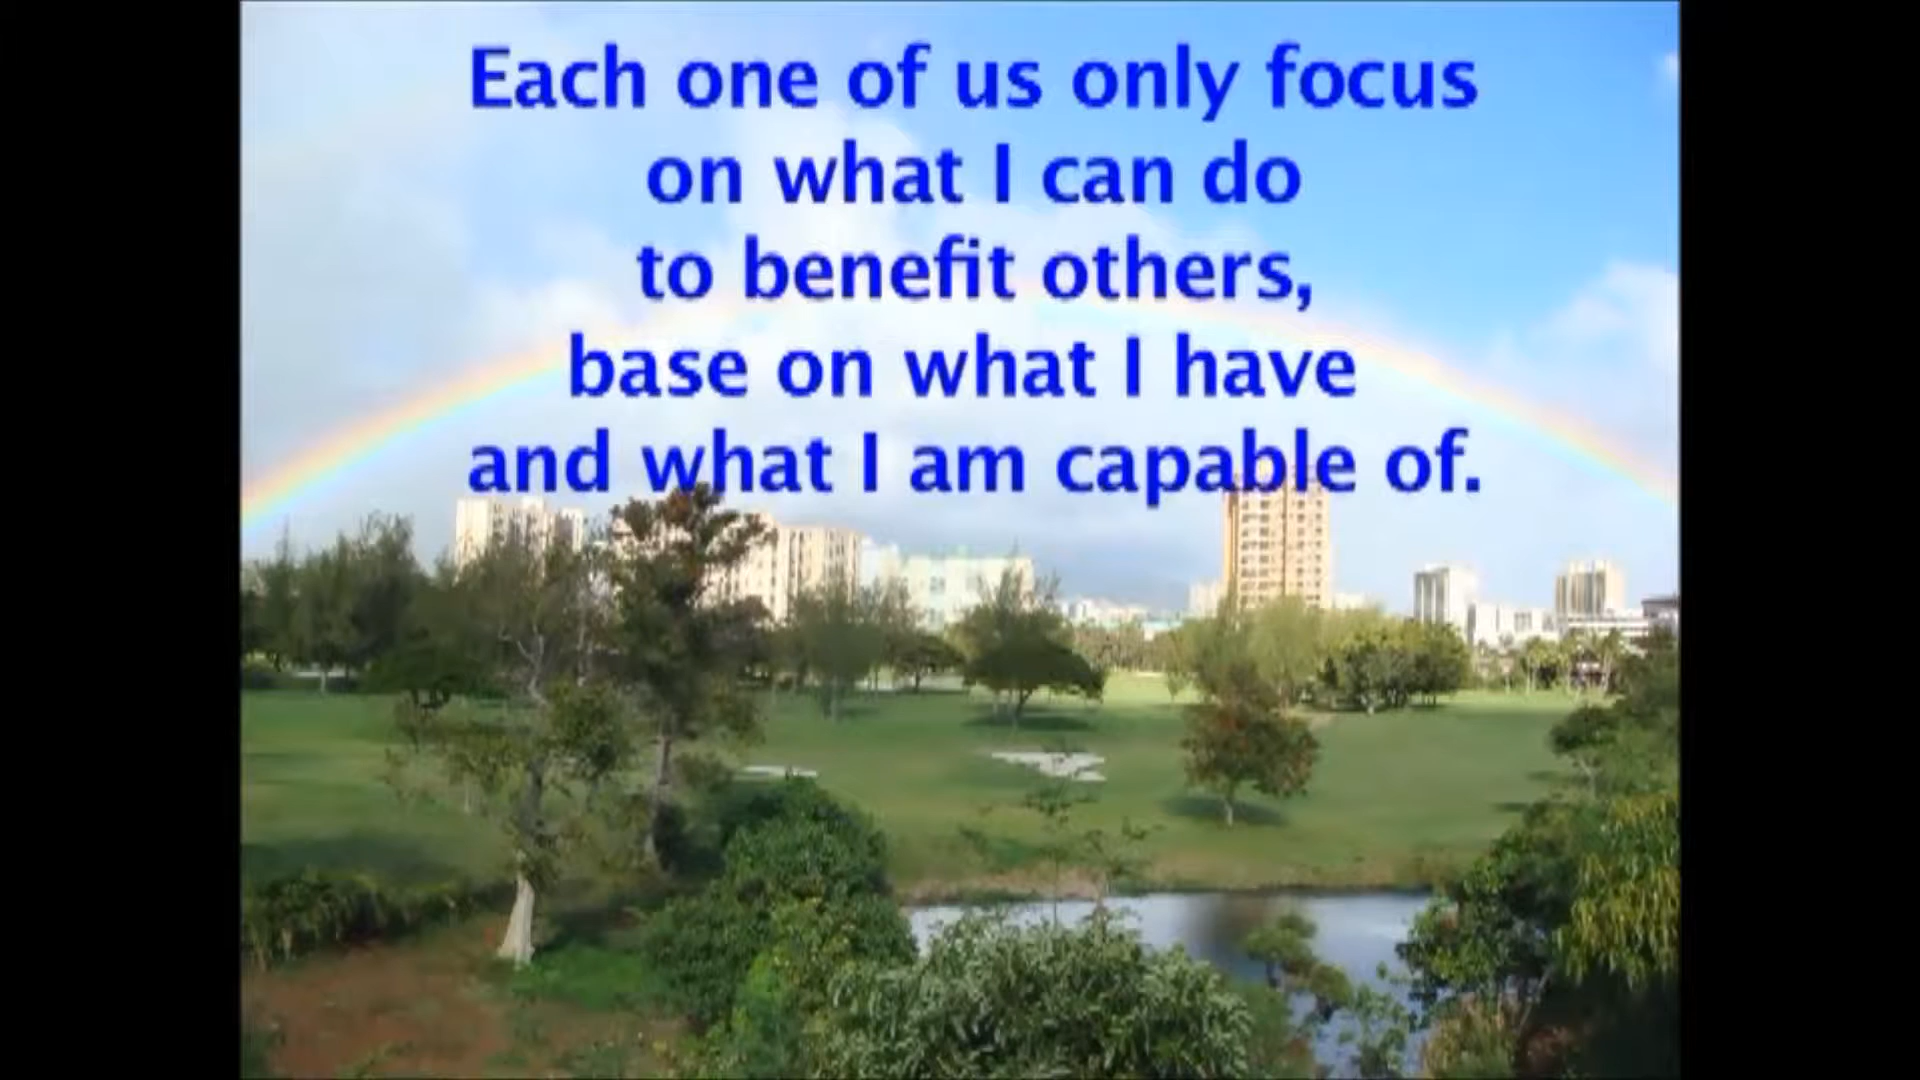 Each one of us only focus
on what I can do
to benefit others,
base on what I have
and what I am capable of.